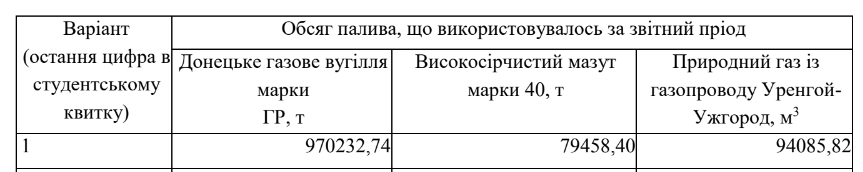 Варіант
(остання цифра в
студентському
квитку)
Обсяг палива, що використовувалось за звітний пріод
Донецьке газове вугілля
марки
ГР, т
Високосірчистий мазут
марки 40, т
Природний газ із
газопроводу Уренгой-
Ужгород, м³
1
970232,74
79458,40
94085,82